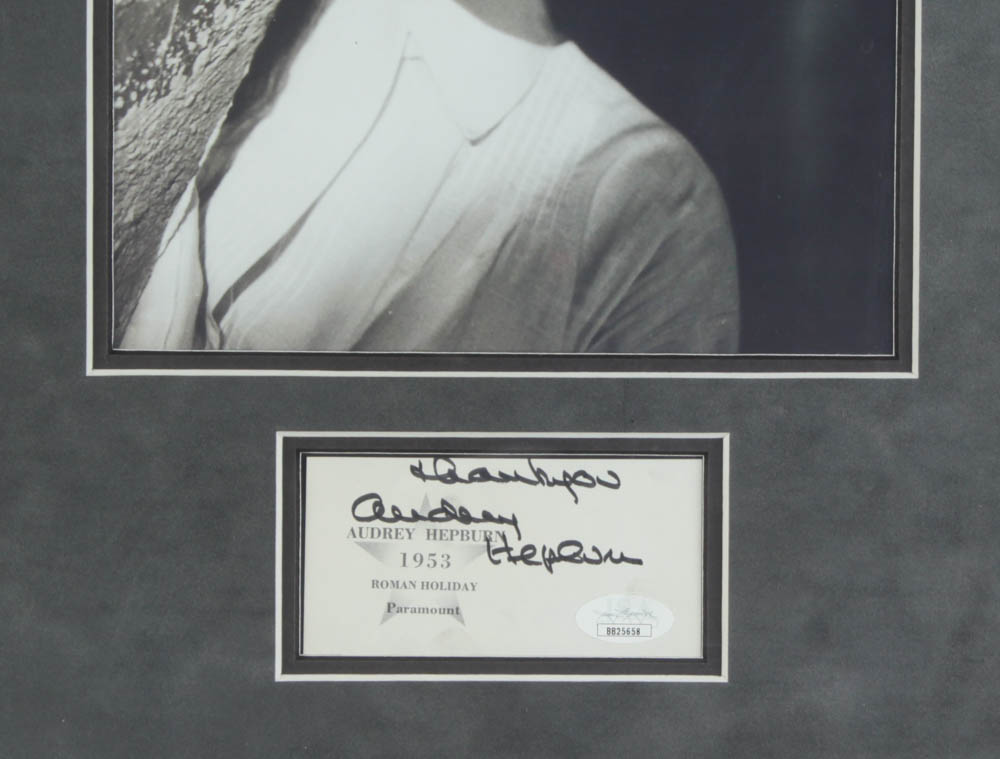 Thank you
Audrey
AUDREY HEPBURN
Hepburn
1953
ROMAN HOLIDAY
Paramount
BB25658